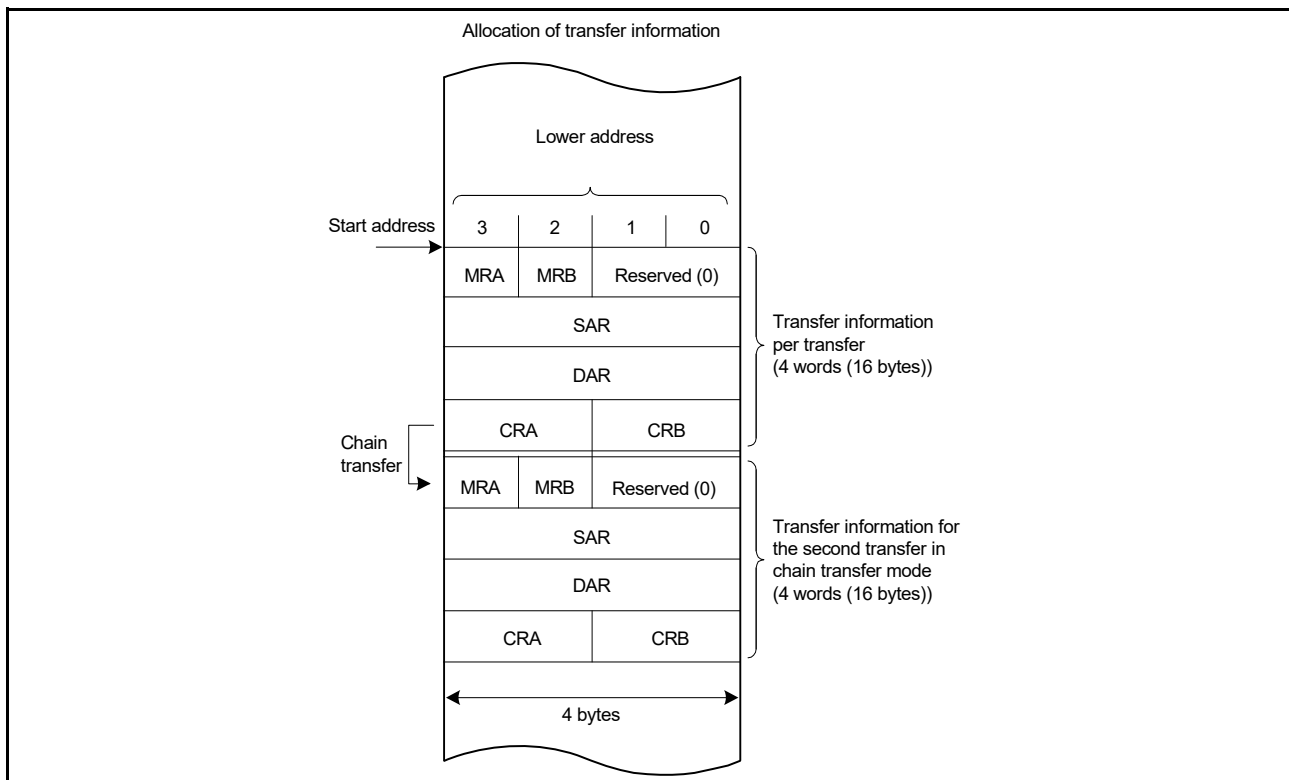 Allocation of transfer information
Lower address
Start address
3 2 1 0
MRA MRB Reserved (0)
SAR
DAR
CRA CRB
Transfer information
per transfer
(4 words (16 bytes))
Chain
transfer
MRA MRB Reserved (0)
SAR
DAR
CRA CRB
Transfer information for
the second transfer in
chain transfer mode
(4 words (16 bytes))
4 bytes